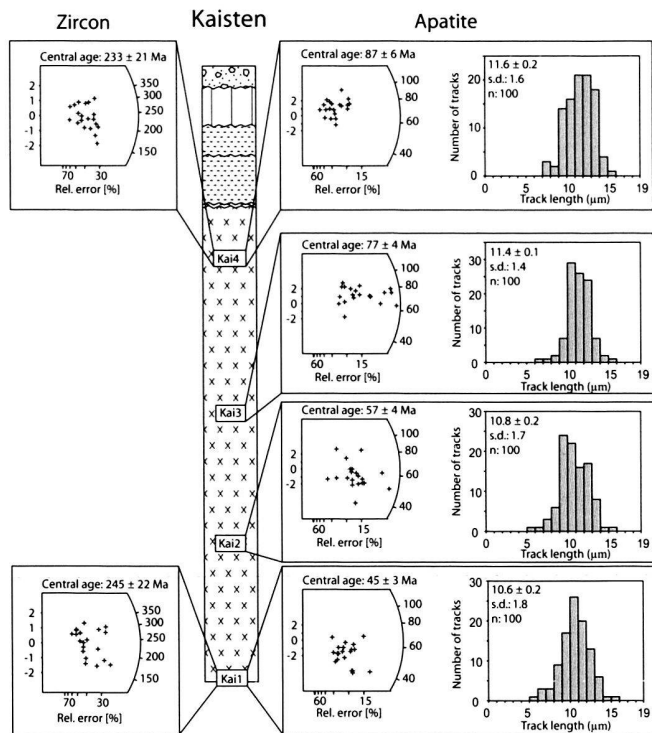 Zircon
Kaisten
Apatite
Central age: 233 ± 21 Ma
2
1
0
-1
-2
350
300
250
200
150
70
30
Rel. error [%]
Central age: 87 ± 6 Ma
2
0
-2
100
80
60
40
60
15
Rel. error [%]
11.6 ± 0.2
s.d.: 1.6
n: 100
Number of tracks
30
20
10
0
0
5
10
15
19
Track length (μm)
Kai4
Central age: 77 ± 4 Ma
2
0
-2
100
80
60
40
60
15
Rel. error [%]
11.4 ± 0.1
s.d.: 1.4
n: 100
Number of tracks
30
20
10
0
0
5
10
15
19
Track length (μm)
Kai3
Central age: 57 ± 4 Ma
2
0
-2
100
80
60
40
60
15
Rel. error [%]
10.8 ± 0.2
s.d.: 1.7
n: 100
Number of tracks
30
20
10
0
0
5
10
15
19
Track length (μm)
Kai2
Central age: 245 ± 22 Ma
2
1
0
-1
-2
350
300
250
200
150
70
30
Rel. error [%]
Kai1
Central age: 45 ± 3 Ma
2
0
-2
100
80
60
40
60
15
Rel. error [%]
10.6 ± 0.2
s.d.: 1.8
n: 100
Number of tracks
30
20
10
0
0
5
10
15
19
Track length (μm)